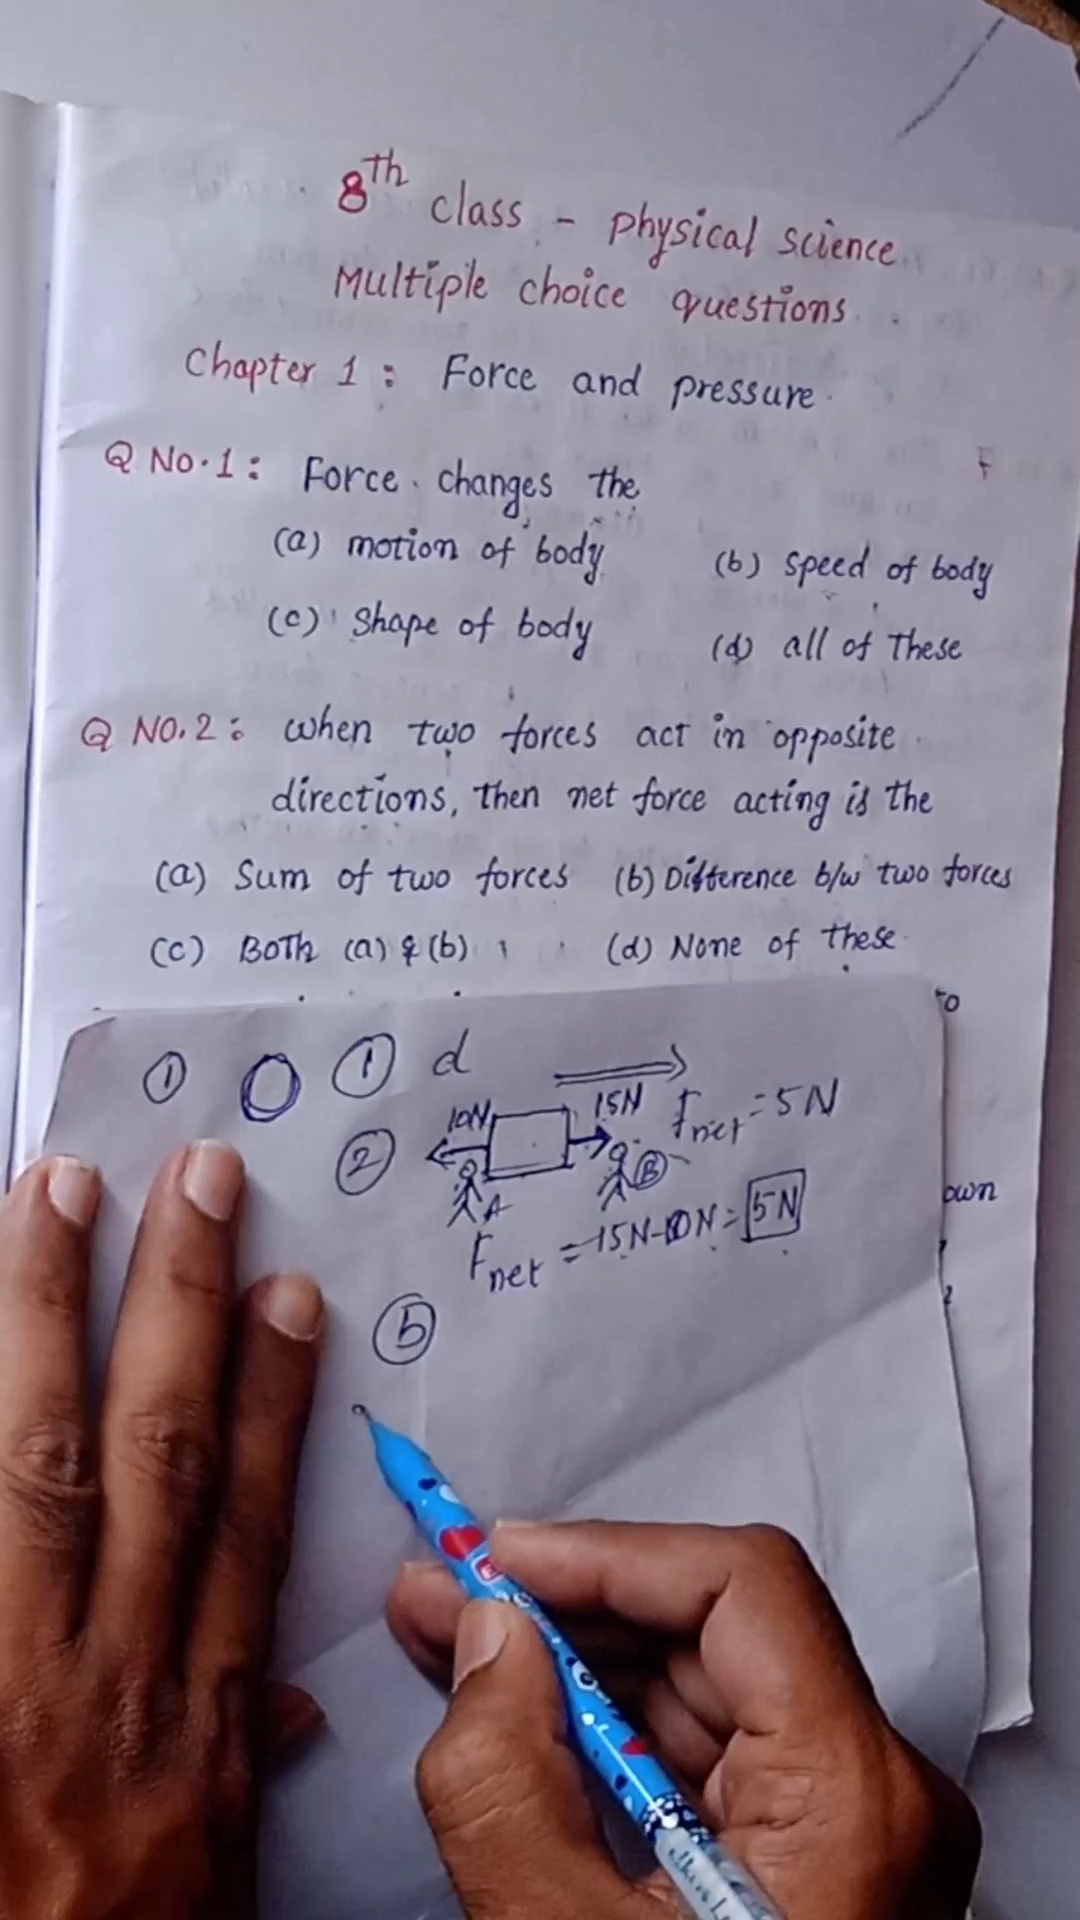 8Th class - physical science
Multiple choice questions.
Chapter 1 : Force and pressure.
Q No.1 : Force changes the
(a) motion of body (b) speed of body
(c) Shape of body (d) all of These
Q NO.2 : when two forces act in opposite
directions, then net force acting is the
(a) Sum of two forces (b) Difference b/w two forces
(c) Both (a) & (b) (d) None of these.
to
1 1 d
10N 15N Fnet = 5N
2
A B
Fnet = 15N-10N = 5N
own
b